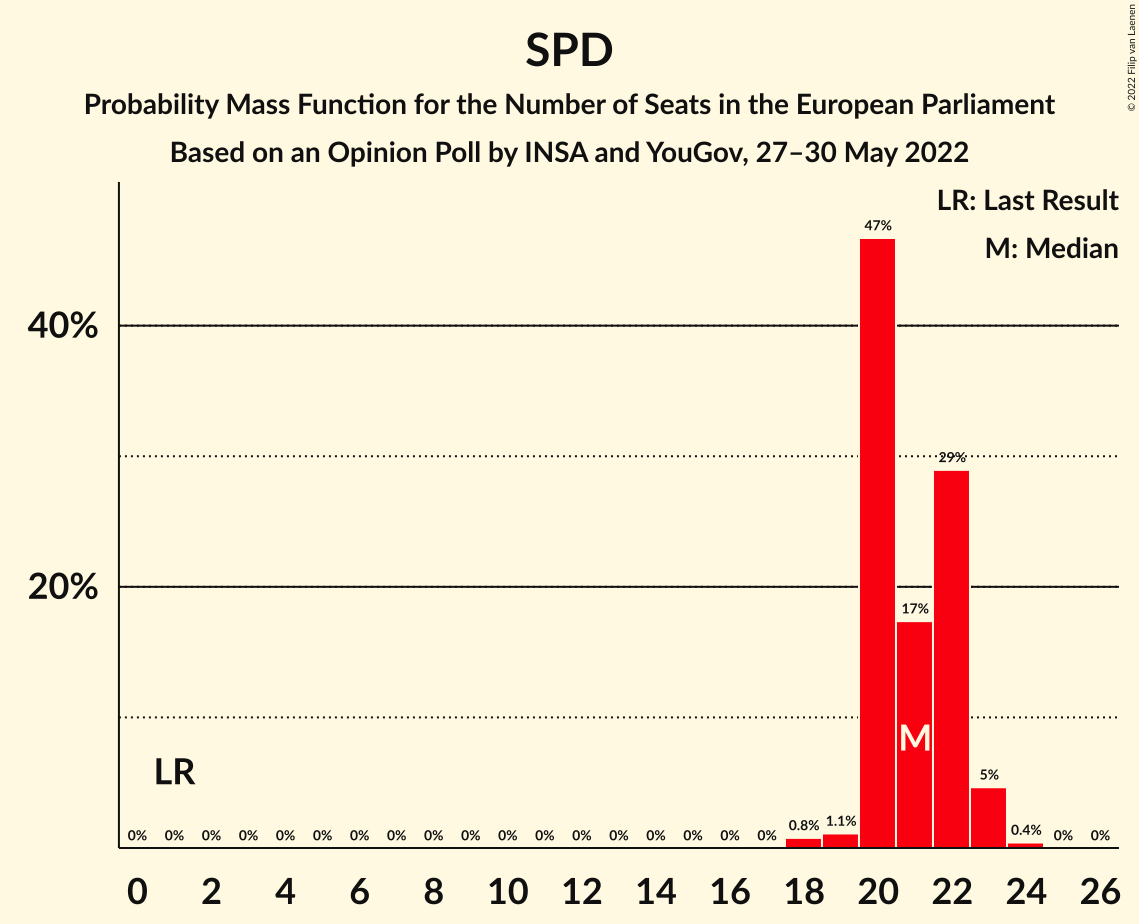 SPD
Probability Mass Function for the Number of Seats in the European Parliament
Based on an Opinion Poll by INSA and YouGov, 27–30 May 2022
© 2022 Filip van Laenen
LR: Last Result
M: Median
47%
40%
29%
20%
17%
M
LR
5%
0% 0% 0% 0% 0% 0% 0% 0% 0% 0% 0% 0% 0% 0% 0% 0% 0% 0% 0.8% 1.1% 0.4% 0% 0%
0 2 4 6 8 10 12 14 16 18 20 22 24 26